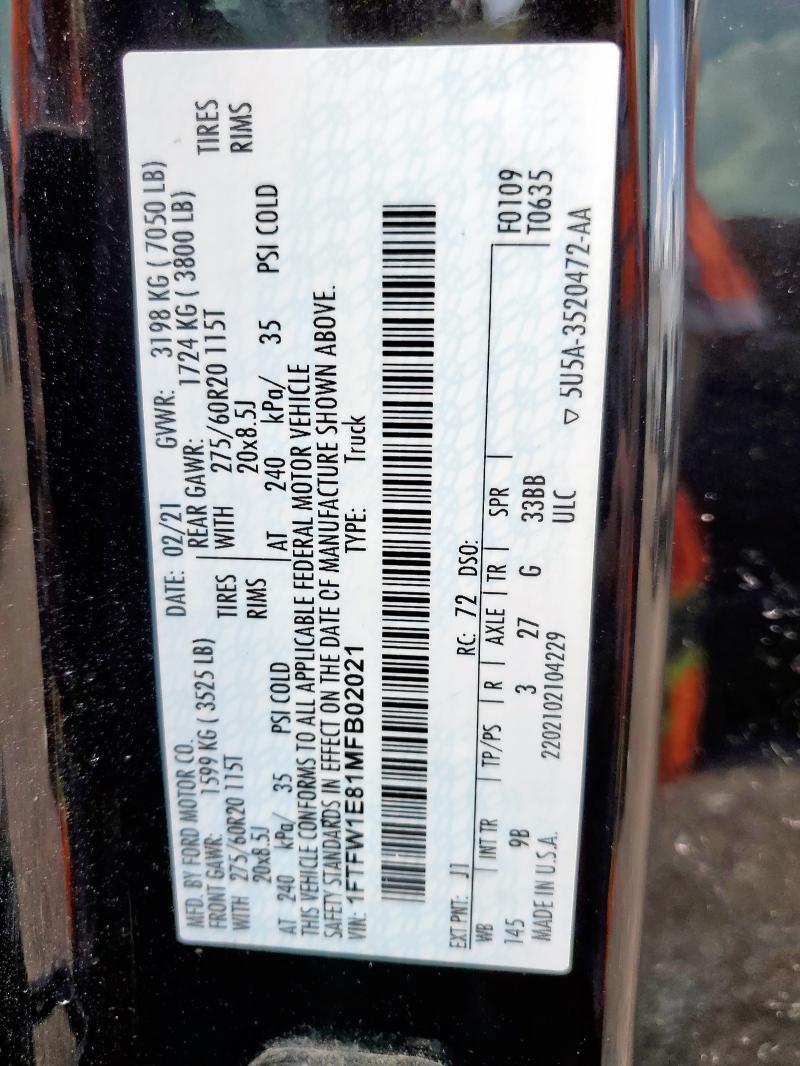 MFD. BY FORD MOTOR CO.
DATE: 02/21 GVWR: 3198 KG ( 7050 LB)
FRONT GAWR: 1599 KG ( 3525 LB) REAR GAWR: 1724 KG ( 3800 LB)
WITH 275/60R20 115T TIRES WITH 275/60R20 115T TIRES
20x8.5J RIMS 20x8.5J RIMS
AT 240 kPa/ 35 PSI COLD AT 240 kPa/ 35 PSI COLD
THIS VEHICLE CONFORMS TO ALL APPLICABLE FEDERAL MOTOR VEHICLE
SAFETY STANDARDS IN EFFECT ON THE DATE OF MANUFACTURE SHOWN ABOVE.
VIN: 1FTFW1E81MFB02021 TYPE: Truck
F0109
EXT PNT: J1 RC: 72 DSO: T0635
WB | INT TR | TP/PS | R | AXLE | TR | SPR |
145 9B 3 27 G 33BB
MADE IN U.S.A. 2202102104229 ULC ▽ 5U5A-3520472-AA